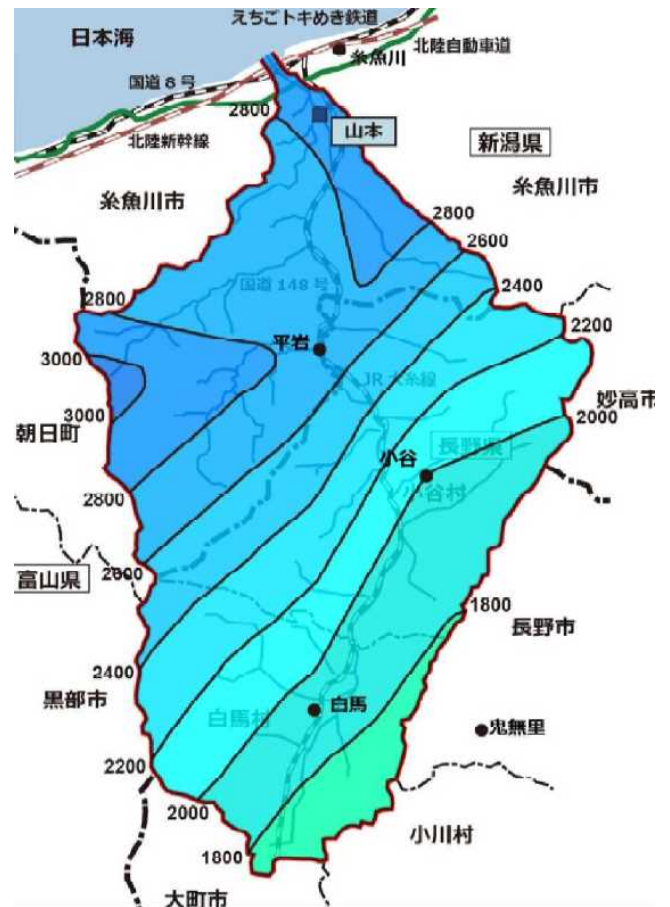 えちごトキめき鉄道
日本海
北陸自動車道
糸魚川
国道8号
2800
山本
北陸新幹線
新潟県
糸魚川市
糸魚川市
2800
2600
国道148号
2400
2800
2200
平岩
3000
JR大糸線
妙高市
3000
2000
朝日町
小谷
長野県
小谷村
2800
富山県
2600
1800
長野市
2400
黒部市
白馬村
白馬
鬼無里
2200
2000
小川村
1800
大町市